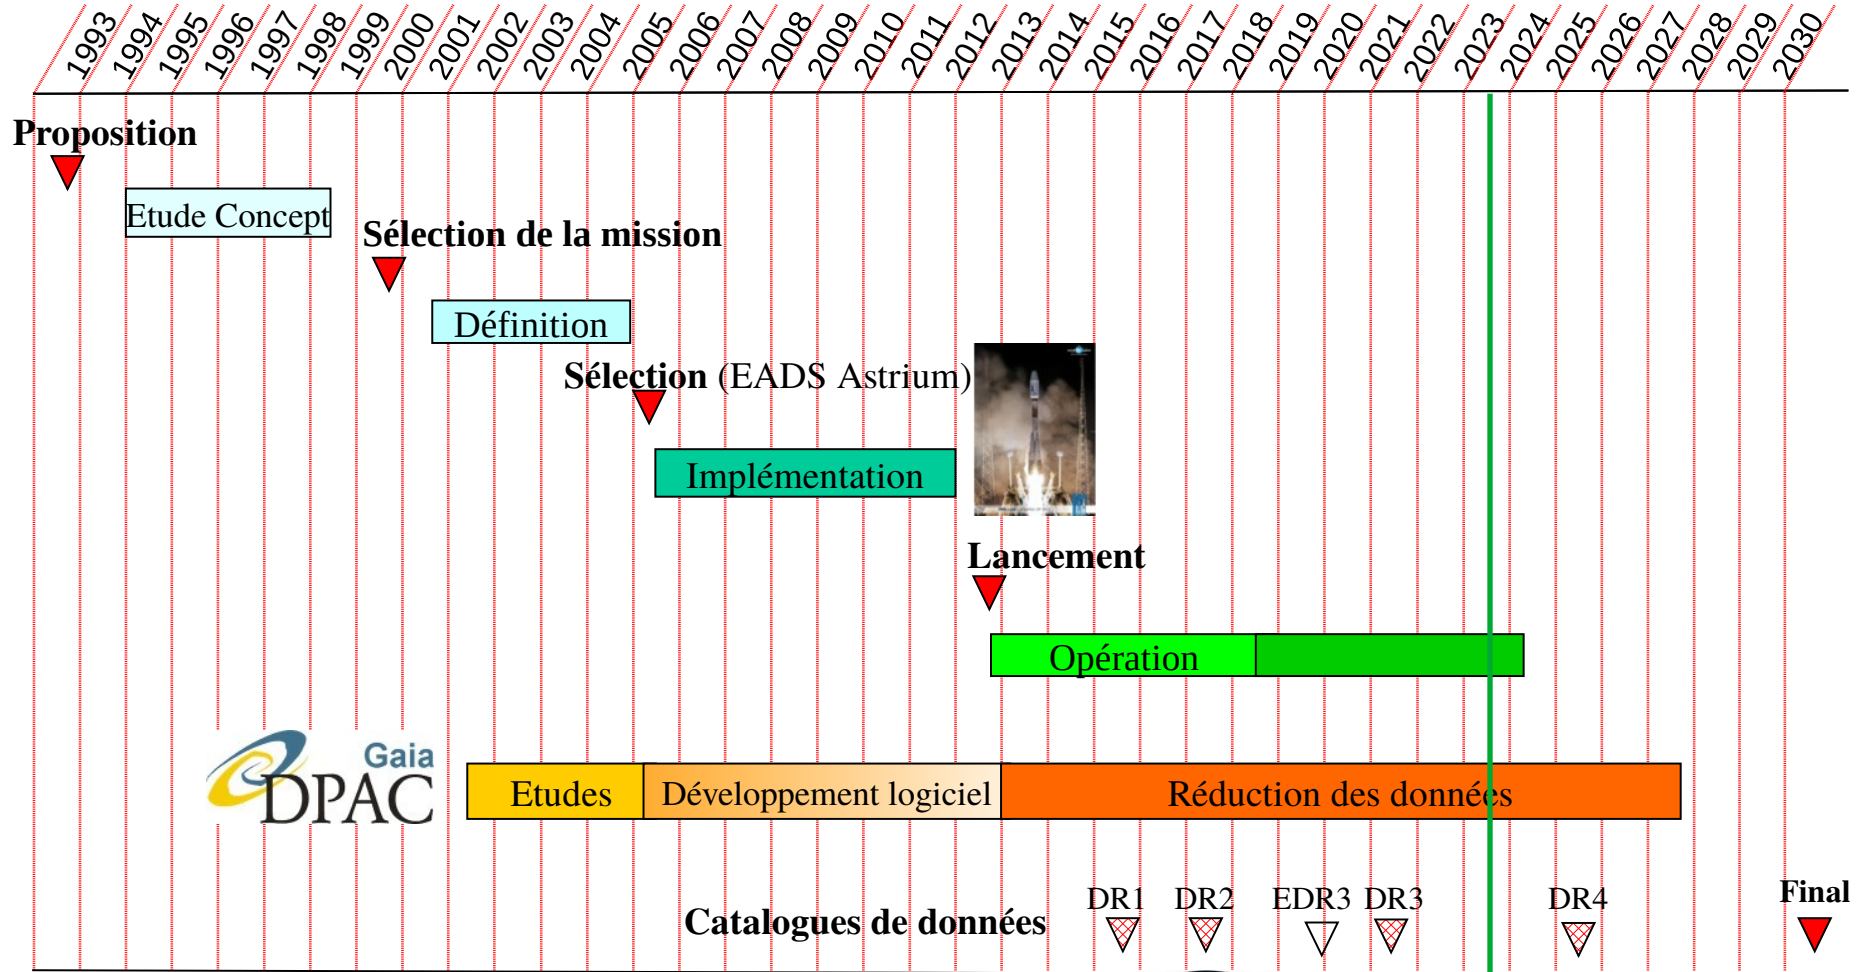 1993 1994 1995 1996 1997 1998 1999 2000 2001 2002 2003 2004 2005 2006 2007 2008 2009 2010 2011 2012 2013 2014 2015 2016 2017 2018 2019 2020 2021 2022 2023 2024 2025 2026 2027 2028 2029 2030
Proposition
Etude Concept
Sélection de la mission
Définition
Sélection (EADS Astrium)
Implémentation
Lancement
Opération
Gaia
DPAC
Etudes
Développement logiciel
Réduction des données
DR1 DR2 EDR3 DR3 DR4 Final
Catalogues de données